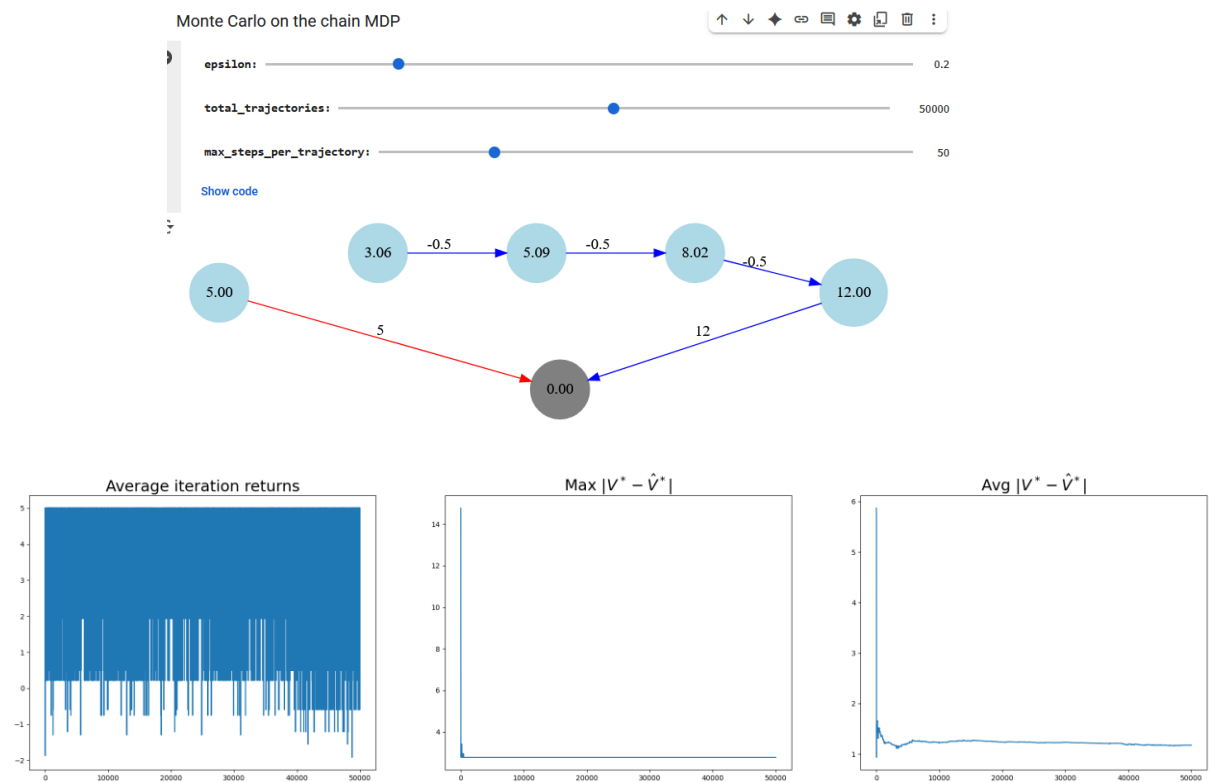 Monte Carlo on the chain MDP
epsilon: 0.2
total_trajectories: 50000
max_steps_per_trajectory: 50
Show code
3.06 -0.5 5.09 -0.5 8.02
-0.5
5.00 12.00
5 12
0.00
Average iteration returns
5
4
3
2
1
0
−1
−2
0 10000 20000 30000 40000 50000
Max |V* − V̂*|
14
12
10
8
6
4
0 10000 20000 30000 40000 50000
Avg |V* − V̂*|
6
5
4
3
2
1
0 10000 20000 30000 40000 50000